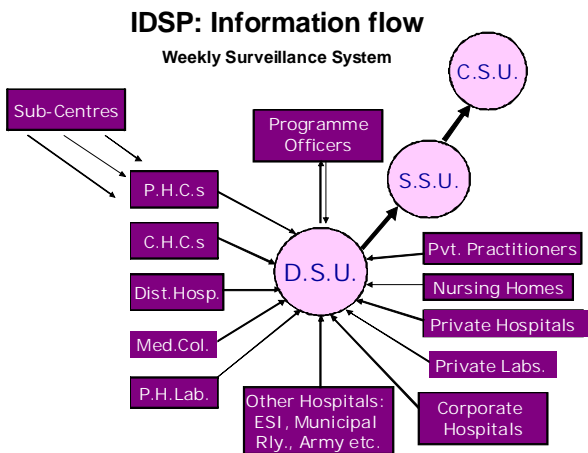 IDSP: Information flow
Weekly Surveillance System
C.S.U.
Sub-Centres
Programme
Officers
S.S.U.
P.H.C.s
C.H.C.s
Pvt. Practitioners
D.S.U.
Dist.Hosp.
Nursing Homes
Private Hospitals
Med.Col.
Private Labs.
P.H.Lab.
Other Hospitals:
ESI, Municipal
Rly., Army etc.
Corporate
Hospitals